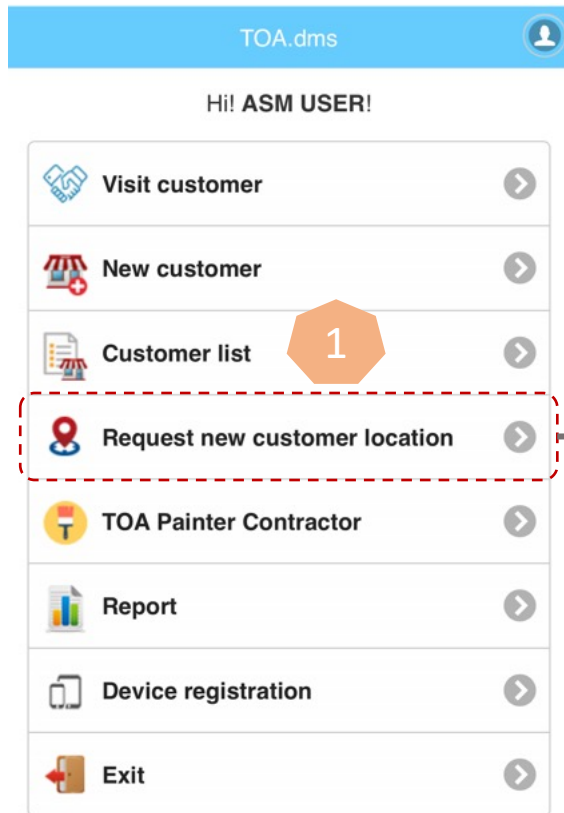 TOA.dms
Hi! ASM USER!
Visit customer
New customer
Customer list
1
Request new customer location
TOA Painter Contractor
Report
Device registration
Exit